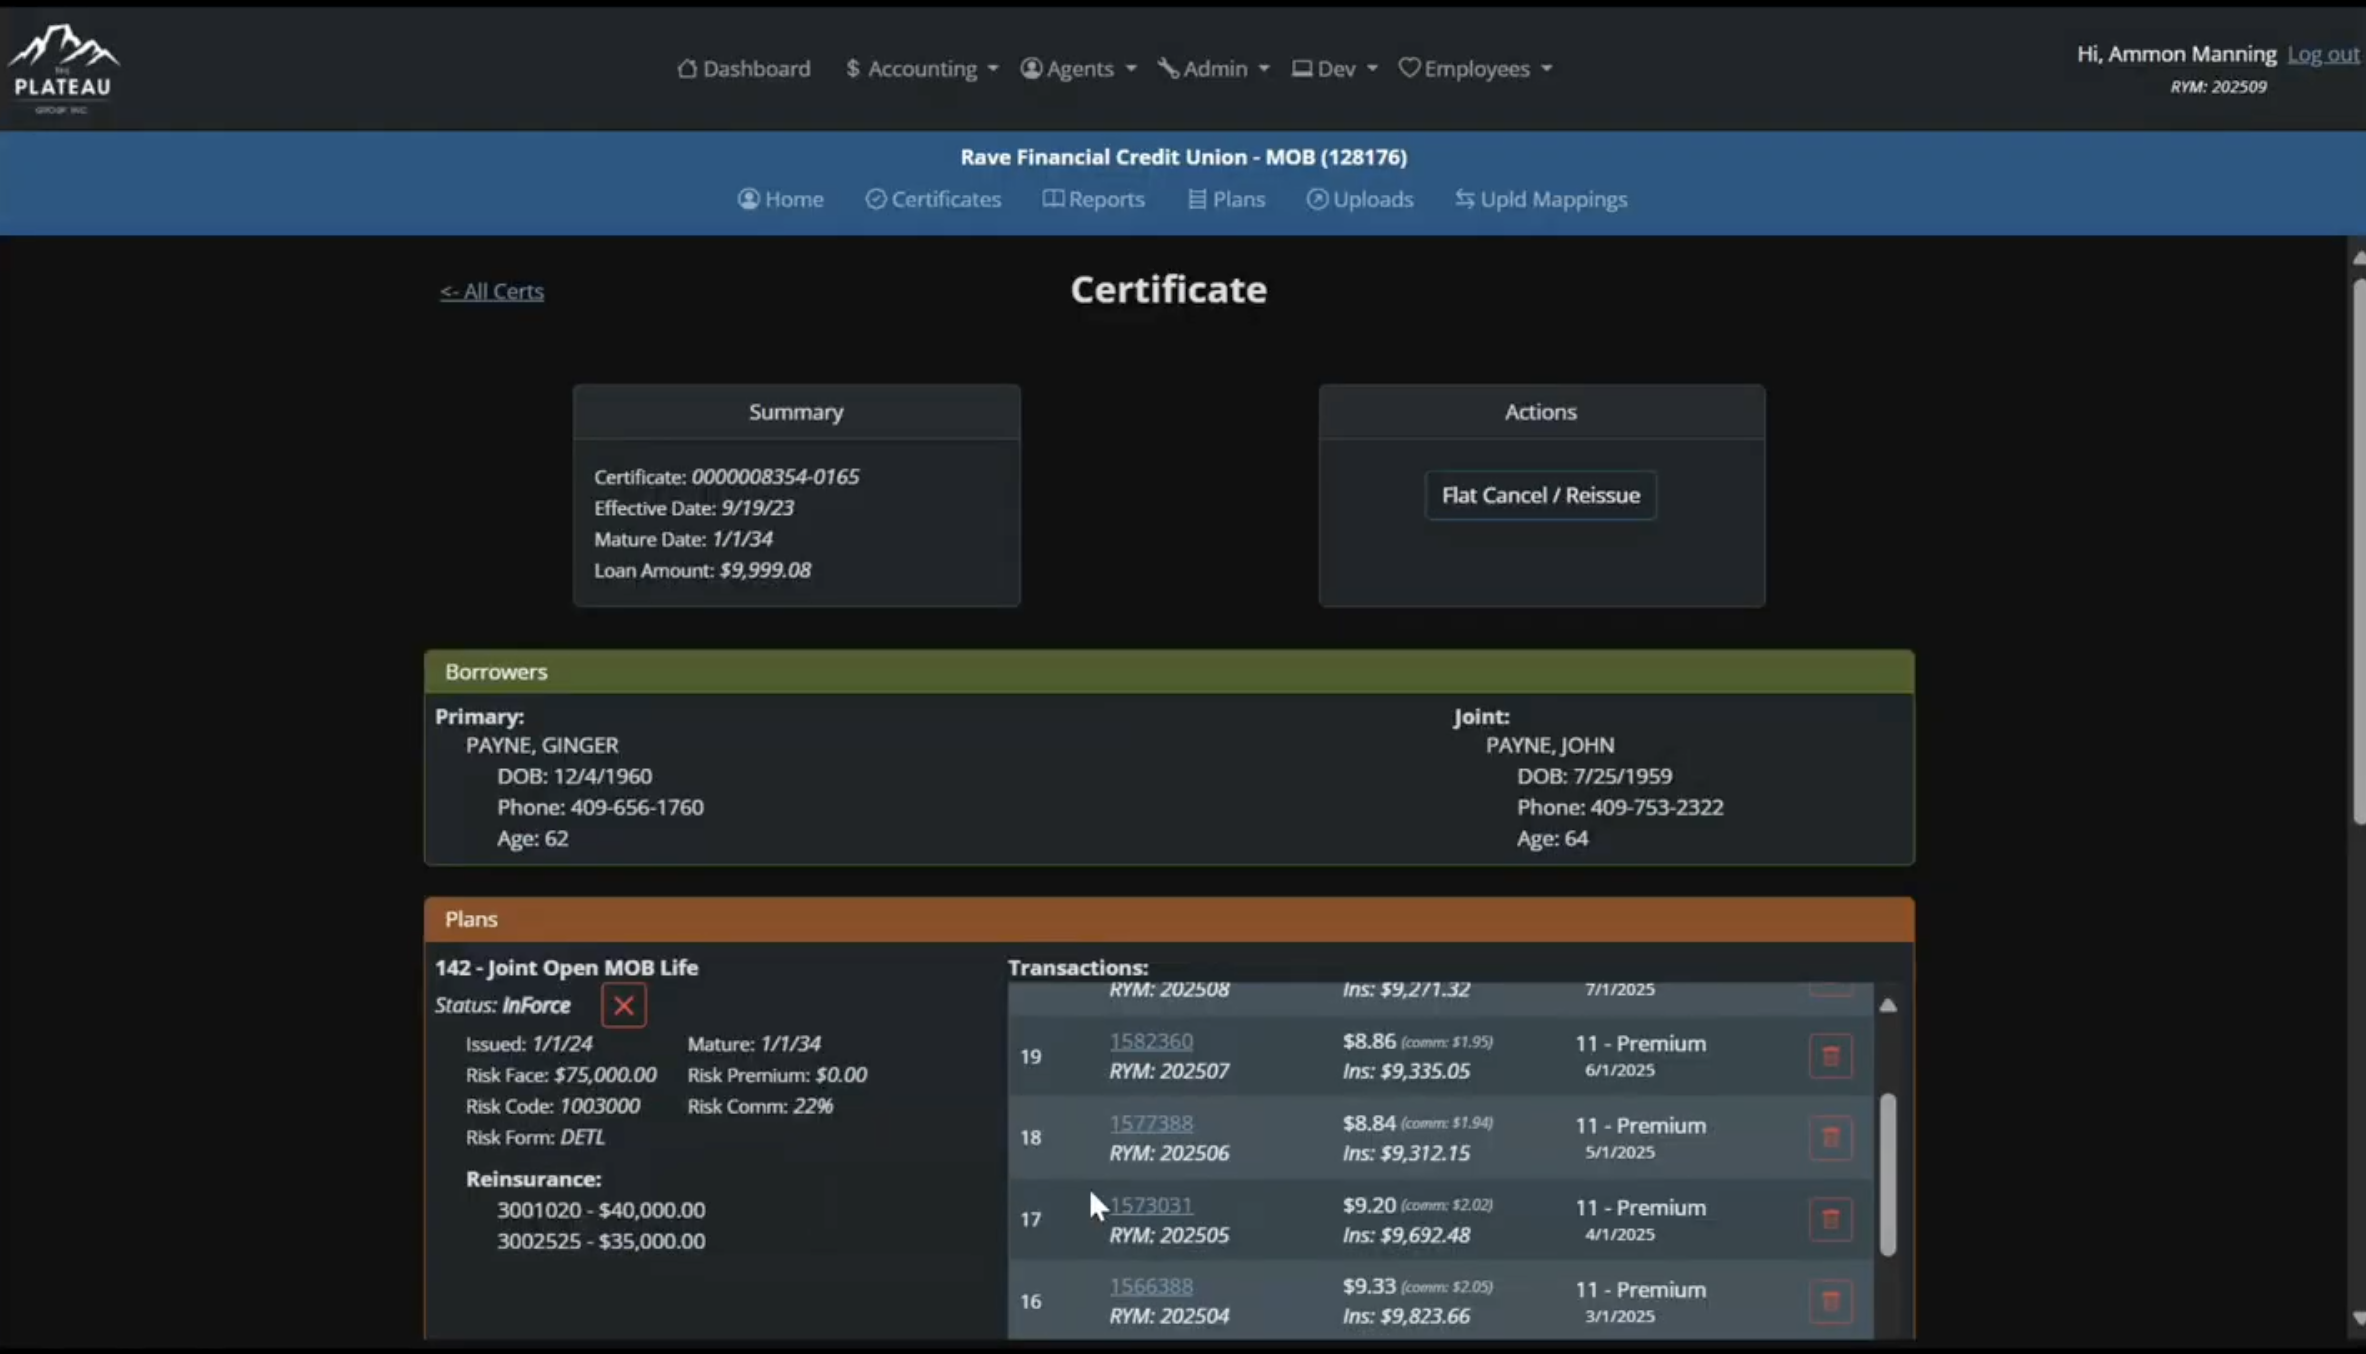 THE
PLATEAU
GROUP INC
Dashboard
$ Accounting
Agents
Admin
Dev
Employees
Hi, Ammon Manning Log out
RYM: 202509
Rave Financial Credit Union - MOB (128176)
Home
Certificates
Reports
Plans
Uploads
Upld Mappings
<- All Certs
Certificate
Summary
Certificate: 0000008354-0165
Effective Date: 9/19/23
Mature Date: 1/1/34
Loan Amount: $9,999.08
Actions
Flat Cancel / Reissue
Borrowers
Primary:
PAYNE, GINGER
DOB: 12/4/1960
Phone: 409-656-1760
Age: 62
Joint:
PAYNE, JOHN
DOB: 7/25/1959
Phone: 409-753-2322
Age: 64
Plans
142 - Joint Open MOB Life
Status: InForce
Issued: 1/1/24 Mature: 1/1/34
Risk Face: $75,000.00 Risk Premium: $0.00
Risk Code: 1003000 Risk Comm: 22%
Risk Form: DETL
Reinsurance:
3001020 - $40,000.00
3002525 - $35,000.00
Transactions:
RYM: 202508 Ins: $9,271.32 7/1/2025
19 1582360 $8.86 (comm: $1.95) 11 - Premium
RYM: 202507 Ins: $9,335.05 6/1/2025
18 1577388 $8.84 (comm: $1.94) 11 - Premium
RYM: 202506 Ins: $9,312.15 5/1/2025
17 1573031 $9.20 (comm: $2.02) 11 - Premium
RYM: 202505 Ins: $9,692.48 4/1/2025
16 1566388 $9.33 (comm: $2.05) 11 - Premium
RYM: 202504 Ins: $9,823.66 3/1/2025